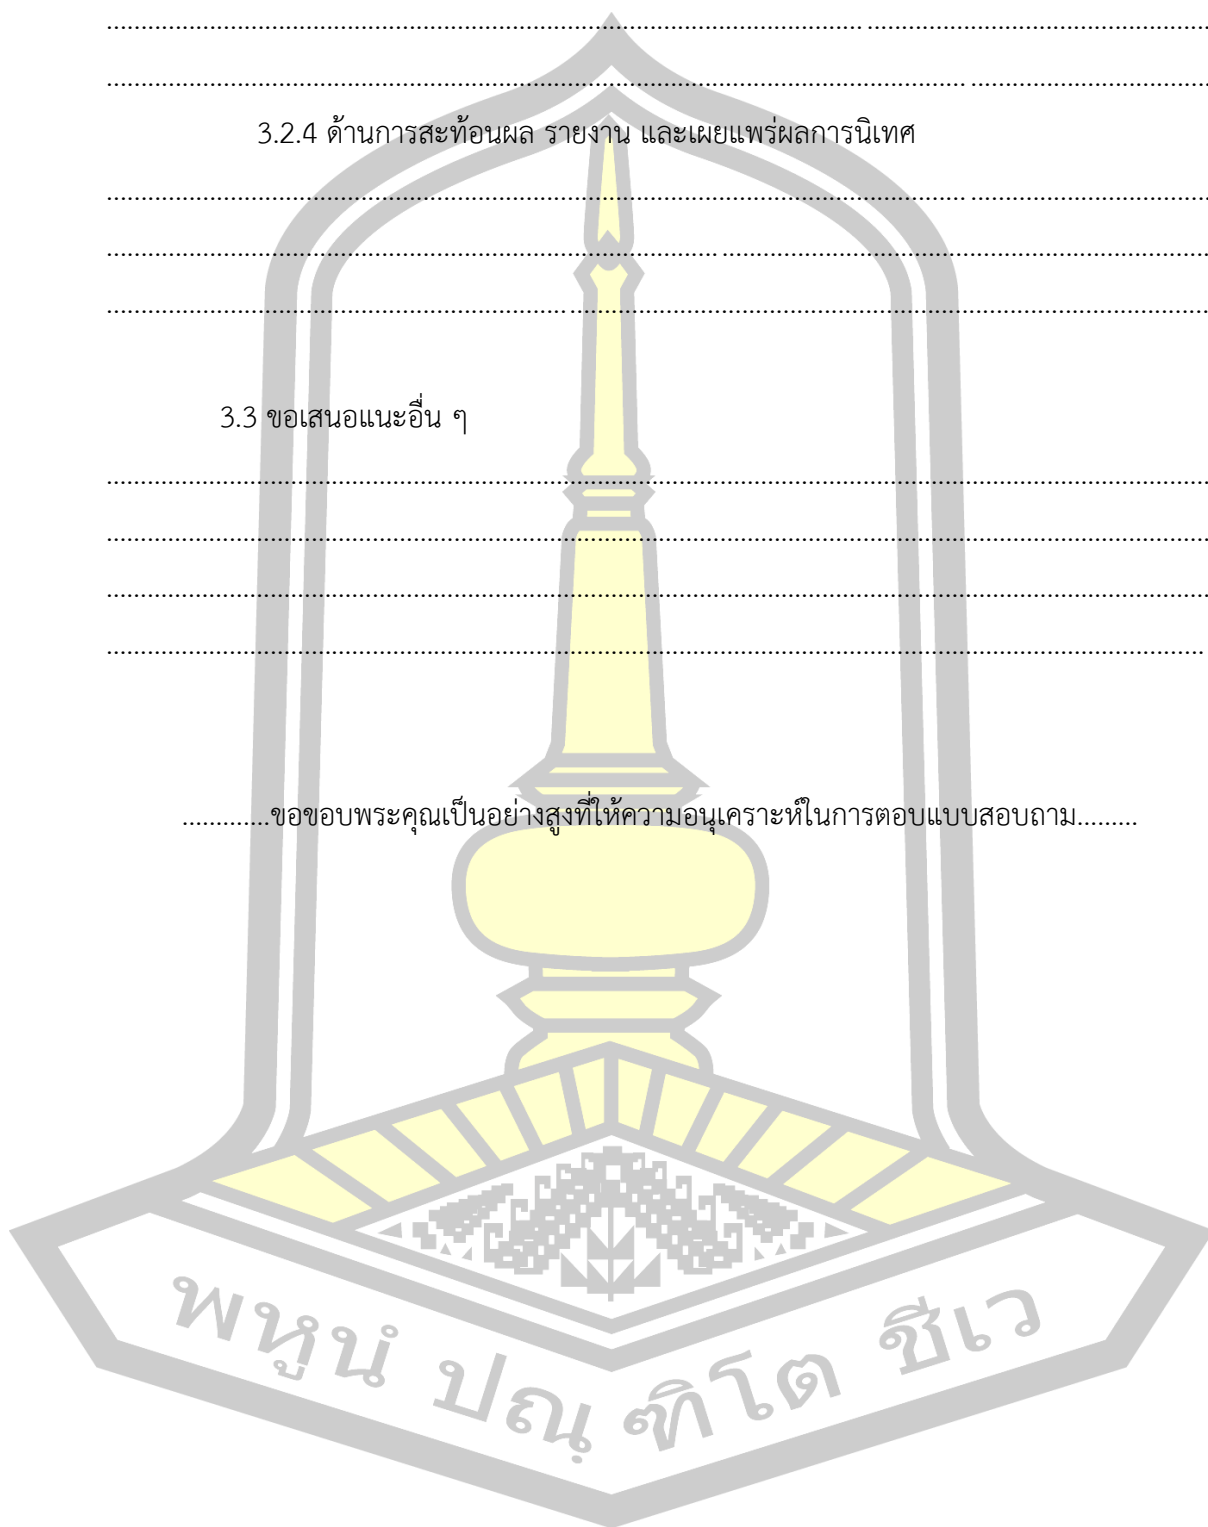 ........................................................................................................... .................................................
.......................................................................................................................... ..................................
3.2.4 ด้านการสะท้อนผล รายงาน และเผยแพร่ผลการนิเทศ
.......................................................................................................................... ..................................
....................................................................................... .....................................................................
................................................................. ...........................................................................................
3.3 ขอเสนอแนะอื่น ๆ
............................................................................................................................................................
............................................................................................................................................................
............................................................................................................................................................
...........................................................................................................................................................
.............ขอขอบพระคุณเป็นอย่างสูงที่ให้ความอนุเคราะห์ในการตอบแบบสอบถาม.........
พหูนํ ปณฺฑิโต ชีเว